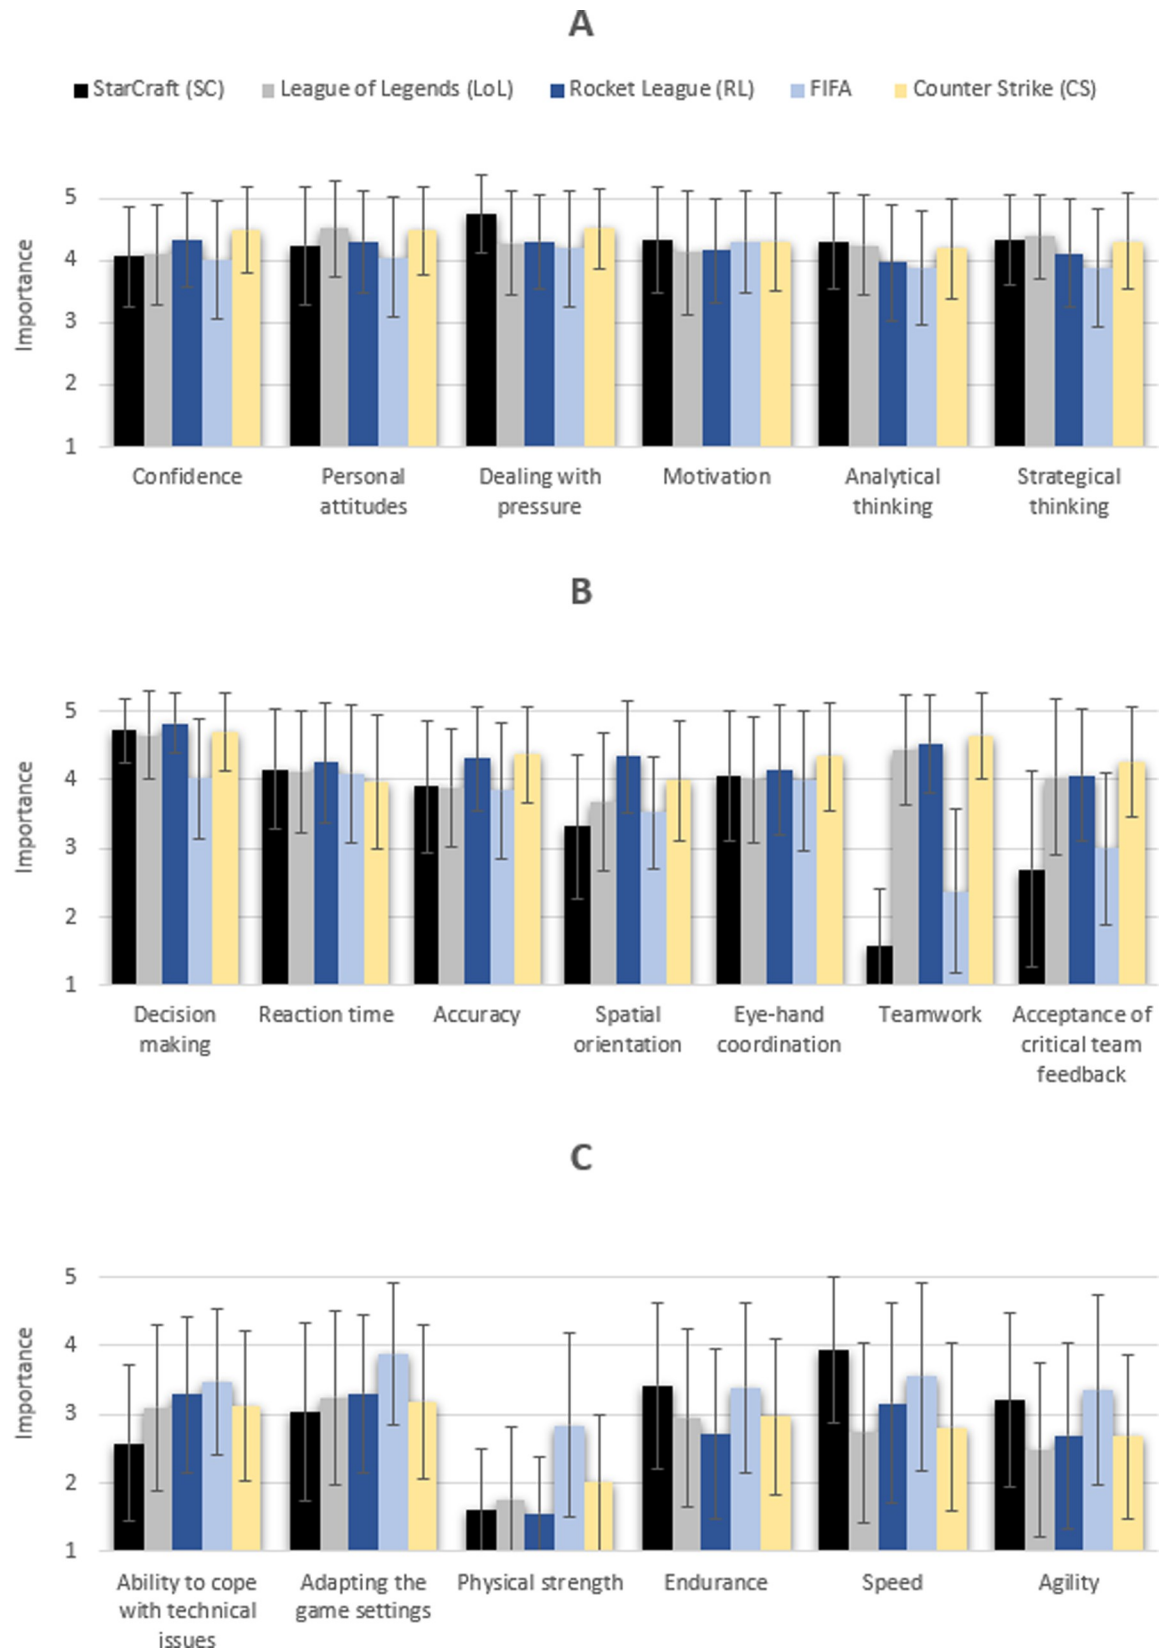 A
StarCraft (SC) League of Legends (LoL) Rocket League (RL) FIFA Counter Strike (CS)
Importance
5
4
3
2
1
Confidence Personal attitudes Dealing with pressure Motivation Analytical thinking Strategical thinking
B
Importance
5
4
3
2
1
Decision making Reaction time Accuracy Spatial orientation Eye-hand coordination Teamwork Acceptance of critical team feedback
C
Importance
5
4
3
2
1
Ability to cope with technical issues Adapting the game settings Physical strength Endurance Speed Agility